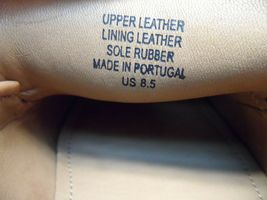 UPPER LEATHER
LINING LEATHER
SOLE RUBBER
MADE IN PORTUGAL
US 8.5